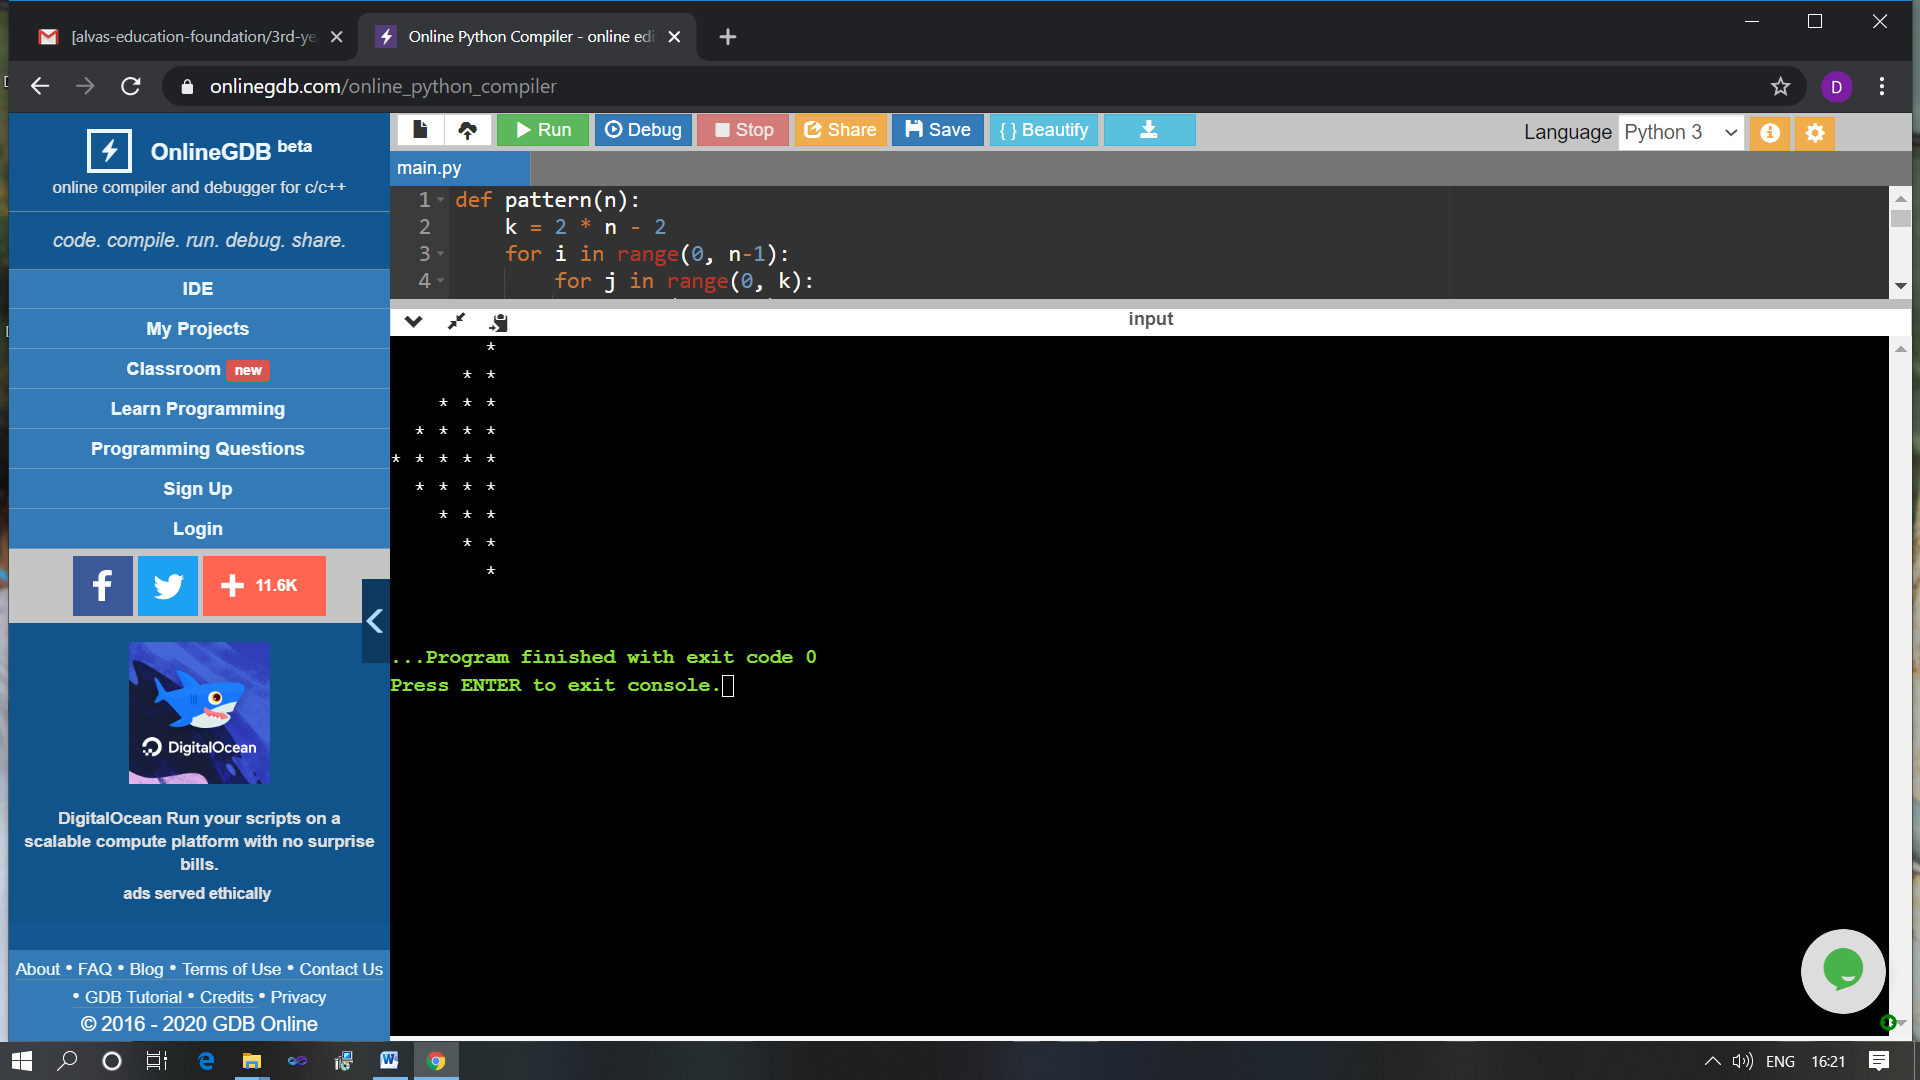 [alvas-education-foundation/3rd-ye
Online Python Compiler - online edi
onlinegdb.com/online_python_compiler
D
OnlineGDB beta
online compiler and debugger for c/c++
code. compile. run. debug. share.
IDE
My Projects
Classroom new
Learn Programming
Programming Questions
Sign Up
Login
f
+ 11.6K
DigitalOcean
DigitalOcean Run your scripts on a
scalable compute platform with no surprise
bills.
ads served ethically
About • FAQ • Blog • Terms of Use • Contact Us
• GDB Tutorial • Credits • Privacy
© 2016 - 2020 GDB Online
Run Debug Stop Share Save { } Beautify
Language Python 3
main.py
1 def pattern(n):
2     k = 2 * n - 2
3     for i in range(0, n-1):
4         for j in range(0, k):
input
        *
      * *
    * * *
  * * * *
* * * * *
  * * * *
    * * *
      * *
        *
...Program finished with exit code 0
Press ENTER to exit console.
ENG 16:21